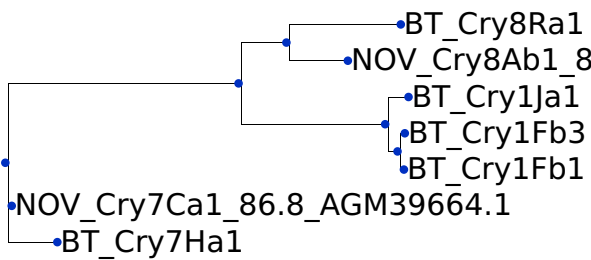 BT_Cry8Ra1
NOV_Cry8Ab1_8
BT_Cry1Ja1
BT_Cry1Fb3
BT_Cry1Fb1
NOV_Cry7Ca1_86.8_AGM39664.1
BT_Cry7Ha1